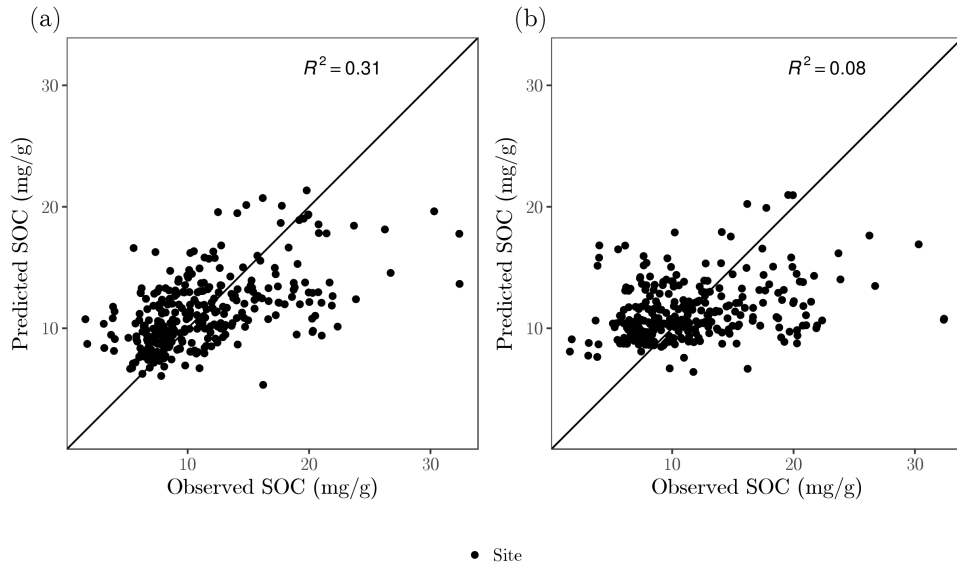 (a)
(b)
R² = 0.31
R² = 0.08
Predicted SOC (mg/g)
30
20
10
10 20 30
Observed SOC (mg/g)
Predicted SOC (mg/g)
30
20
10
10 20 30
Observed SOC (mg/g)
Site